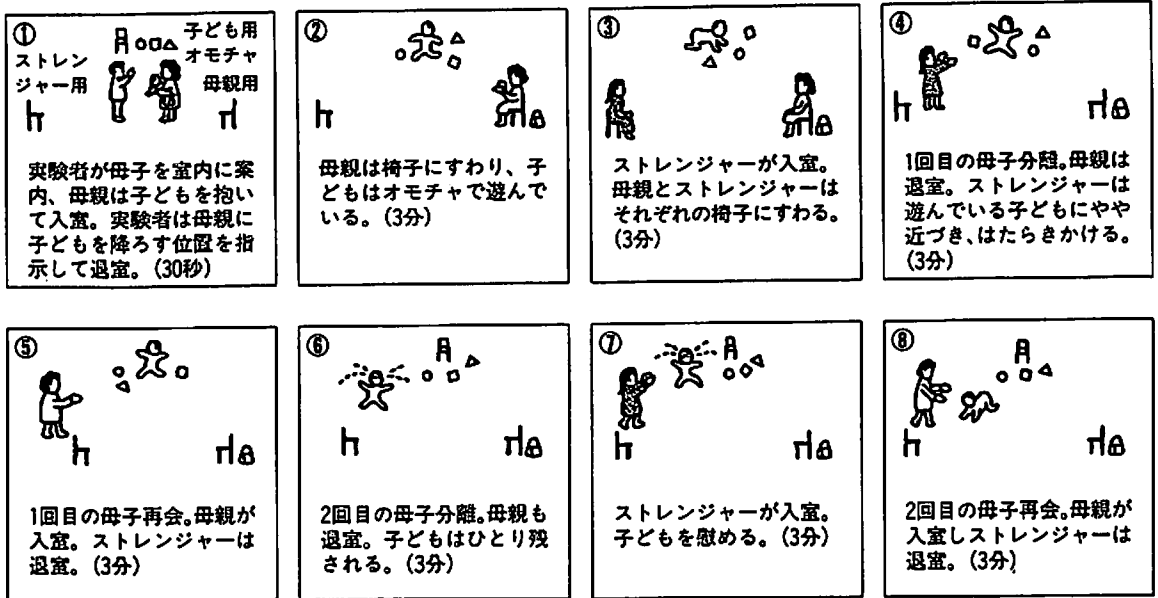 ①
子ども用
オモチャ
ストレン
ジャー用
母親用
実験者が母子を室内に案
内、母親は子どもを抱い
て入室。実験者は母親に
子どもを降ろす位置を指
示して退室。(30秒)
②
母親は椅子にすわり、子
どもはオモチャで遊んで
いる。(3分)
③
ストレンジャーが入室。
母親とストレンジャーは
それぞれの椅子にすわる。
(3分)
④
1回目の母子分離。母親は
退室。ストレンジャーは
遊んでいる子どもにやや
近づき、はたらきかける。
(3分)
⑤
1回目の母子再会。母親が
入室。ストレンジャーは
退室。(3分)
⑥
2回目の母子分離。母親も
退室。子どもはひとり残
される。(3分)
⑦
ストレンジャーが入室。
子どもを慰める。(3分)
⑧
2回目の母子再会。母親が
入室しストレンジャーは
退室。(3分)